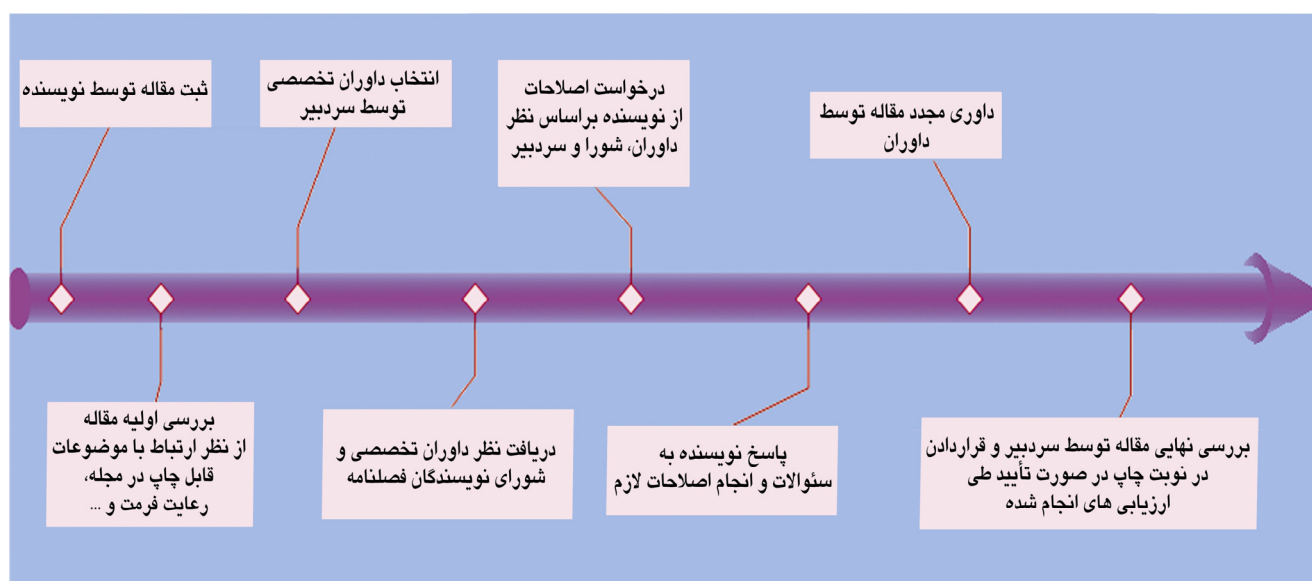 ثبت مقاله توسط نویسنده
بررسی اولیه مقاله
از نظر ارتباط با موضوعات
قابل چاپ در مجله،
رعایت فرمت و ...
انتخاب داوران تخصصی
توسط سردبیر
دریافت نظر داوران تخصصی و
شورای نویسندگان فصلنامه
درخواست اصلاحات
از نویسنده براساس نظر
داوران، شورا و سردبیر
پاسخ نویسنده به
سئوالات و انجام اصلاحات لازم
داوری مجدد مقاله توسط
داوران
بررسی نهایی مقاله توسط سردبیر و قراردادن
در نوبت چاپ در صورت تأیید طی
ارزیابی های انجام شده